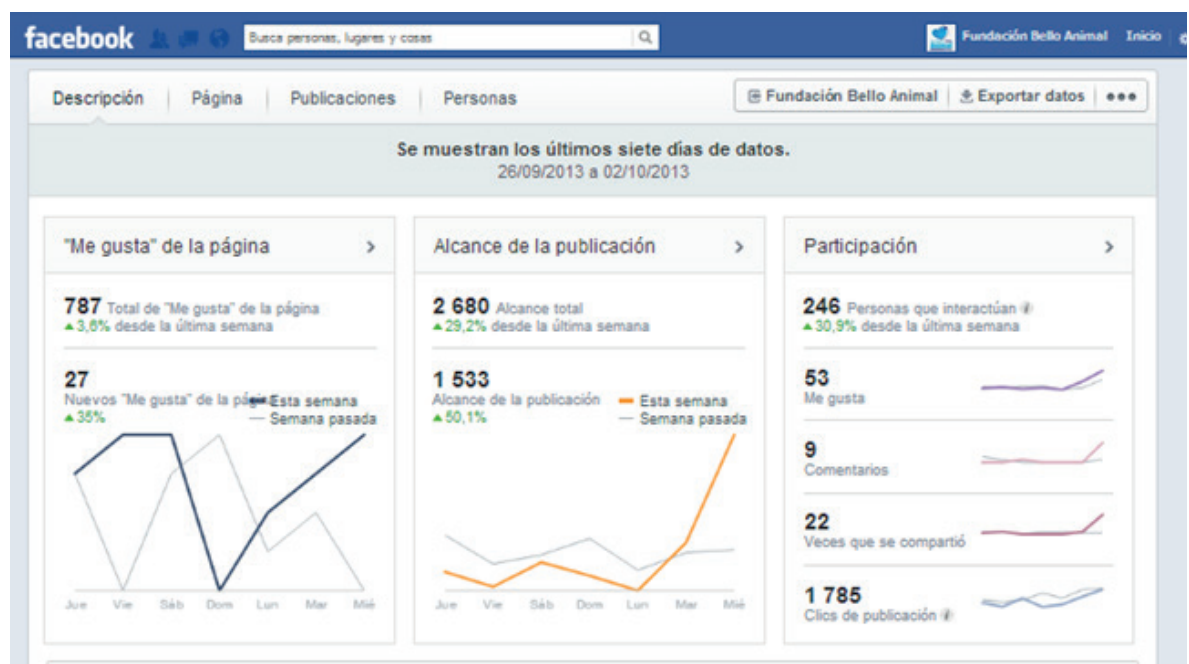 facebook
Busca personas, lugares y cosas
Fundación Bello Animal Inicio
Descripción Página Publicaciones Personas
Fundación Bello Animal Exportar datos
Se muestran los últimos siete días de datos.
26/09/2013 a 02/10/2013
"Me gusta" de la página
787 Total de "Me gusta" de la página
3,6% desde la última semana
27
Nuevos "Me gusta" de la página
35%
Esta semana
Semana pasada
Jue Vie Sáb Dom Lun Mar Mié
Alcance de la publicación
2 680 Alcance total
29,2% desde la última semana
1 533
Alcance de la publicación
50,1%
Esta semana
Semana pasada
Jue Vie Sáb Dom Lun Mar Mié
Participación
246 Personas que interactúan
30,9% desde la última semana
53
Me gusta
9
Comentarios
22
Veces que se compartió
1 785
Clics de publicación